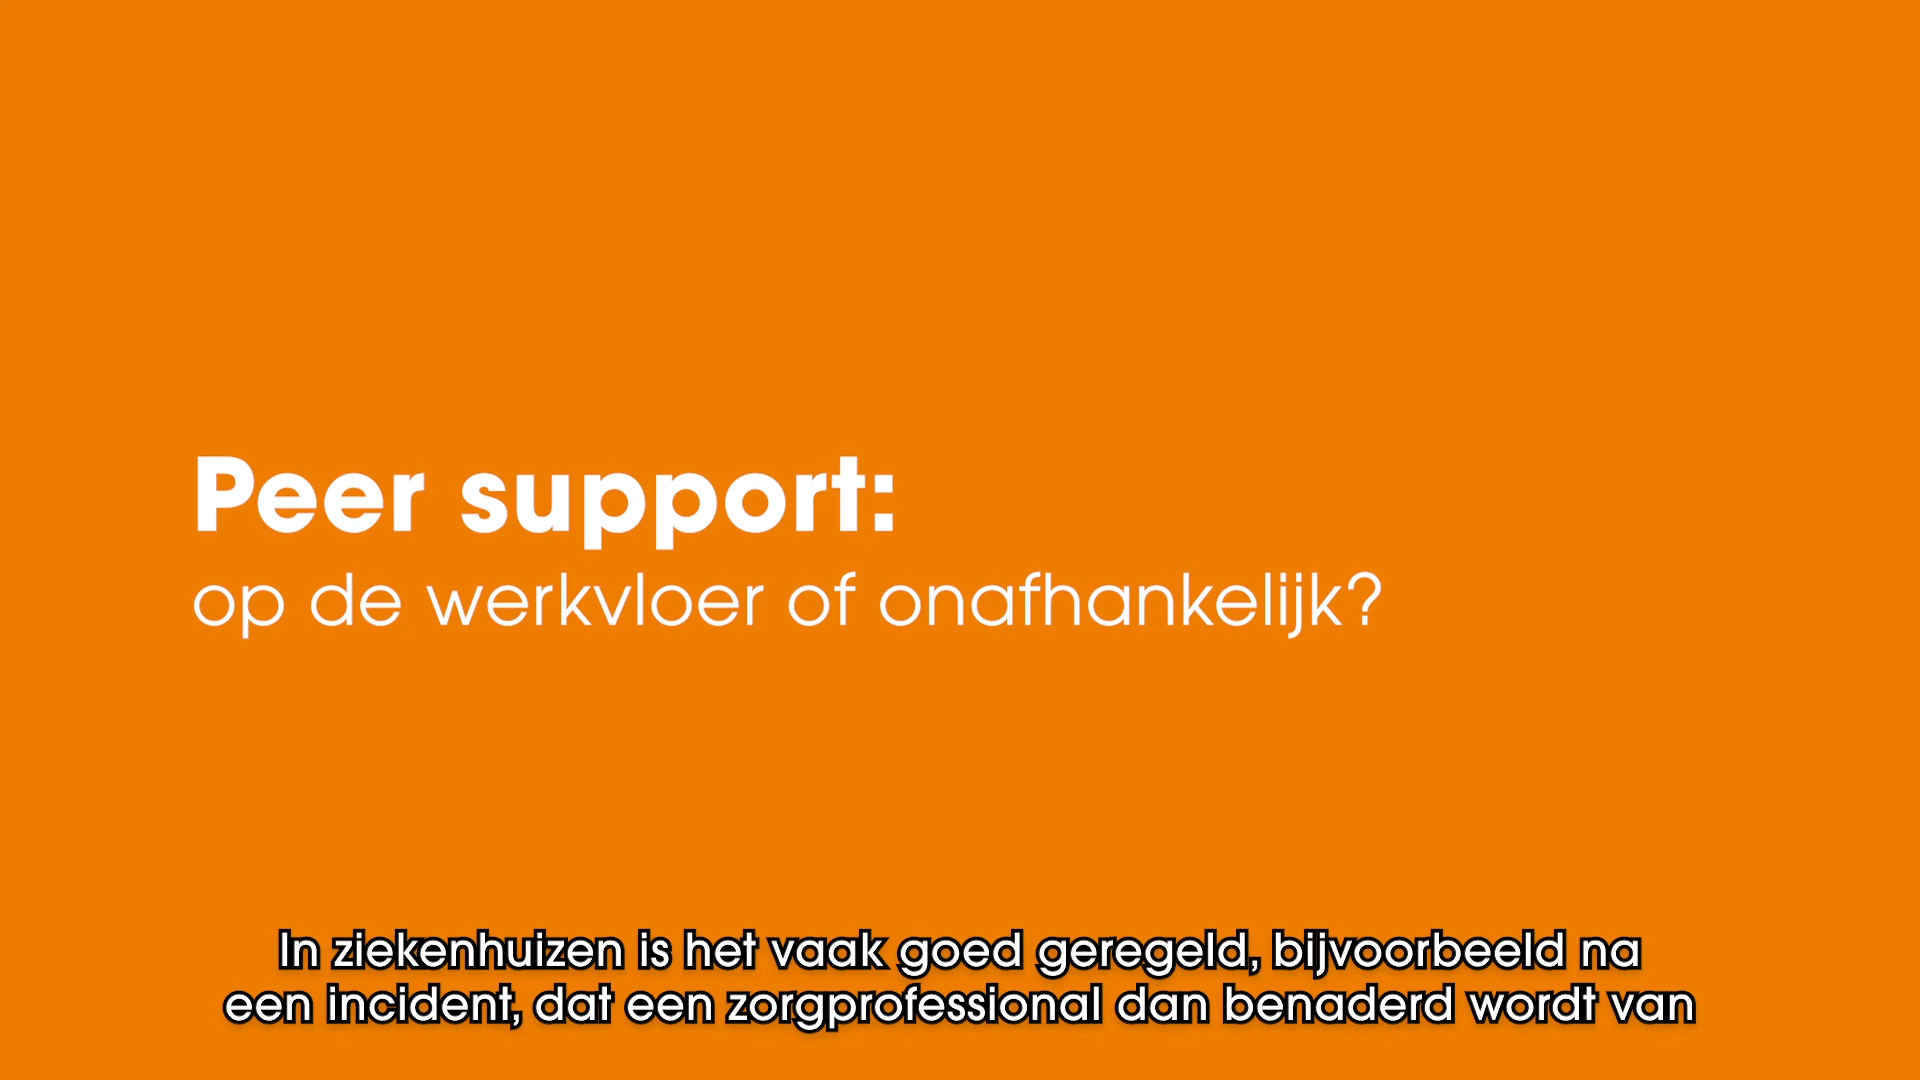 Peer support:
op de werkvloer of onafhankelijk?
In ziekenhuizen is het vaak goed geregeld, bijvoorbeeld na
een incident, dat een zorgprofessional dan benaderd wordt van